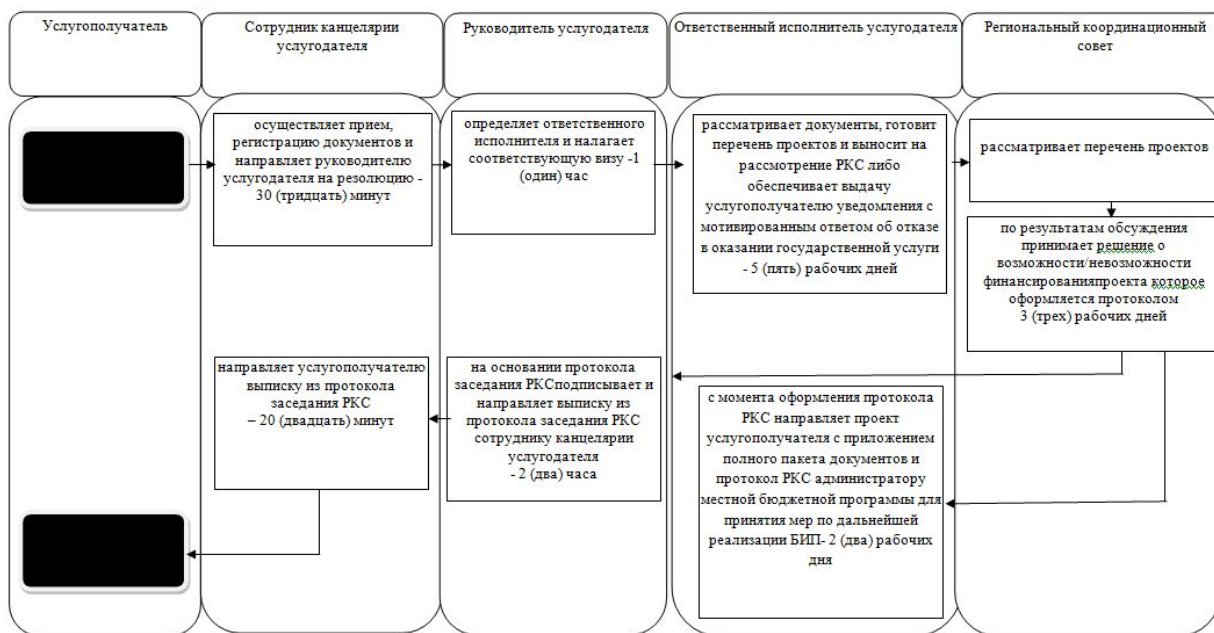 Услугополучатель
Сотрудник канцелярии
услугодателя
Руководитель услугодателя
Ответственный исполнитель услугодателя
Региональный координационный
совет
осуществляет прием,
регистрацию документов и
направляет руководителю
услугодателя на резолюцию -
30 (тридцать) минут
определяет ответственного
исполнителя и налагает
соответствующую визу -1
(один) час
рассматривает документы, готовит
перечень проектов и выносит на
рассмотрение РКС либо
обеспечивает выдачу
услугополучателю уведомления с
мотивированным ответом об отказе
в оказании государственной услуги
- 5 (пять) рабочих дней
рассматривает перечень проектов
по результатам обсуждения
принимает решение о
возможности/невозможности
финансированияпроекта которое
оформляется протоколом
3 (трех) рабочих дней
направляет услугополучателю
выписку из протокола
заседания РКС
– 20 (двадцать) минут
на основании протокола
заседания РКСподписывает и
направляет выписку из
протокола заседания РКС
сотруднику канцелярии
услугодателя
- 2 (два) часа
с момента оформления протокола
РКС направляет проект
услугополучателя с приложением
полного пакета документов и
протокол РКС администратору
местной бюджетной программы для
принятия мер по дальнейшей
реализации БИП- 2 (два) рабочих
дня